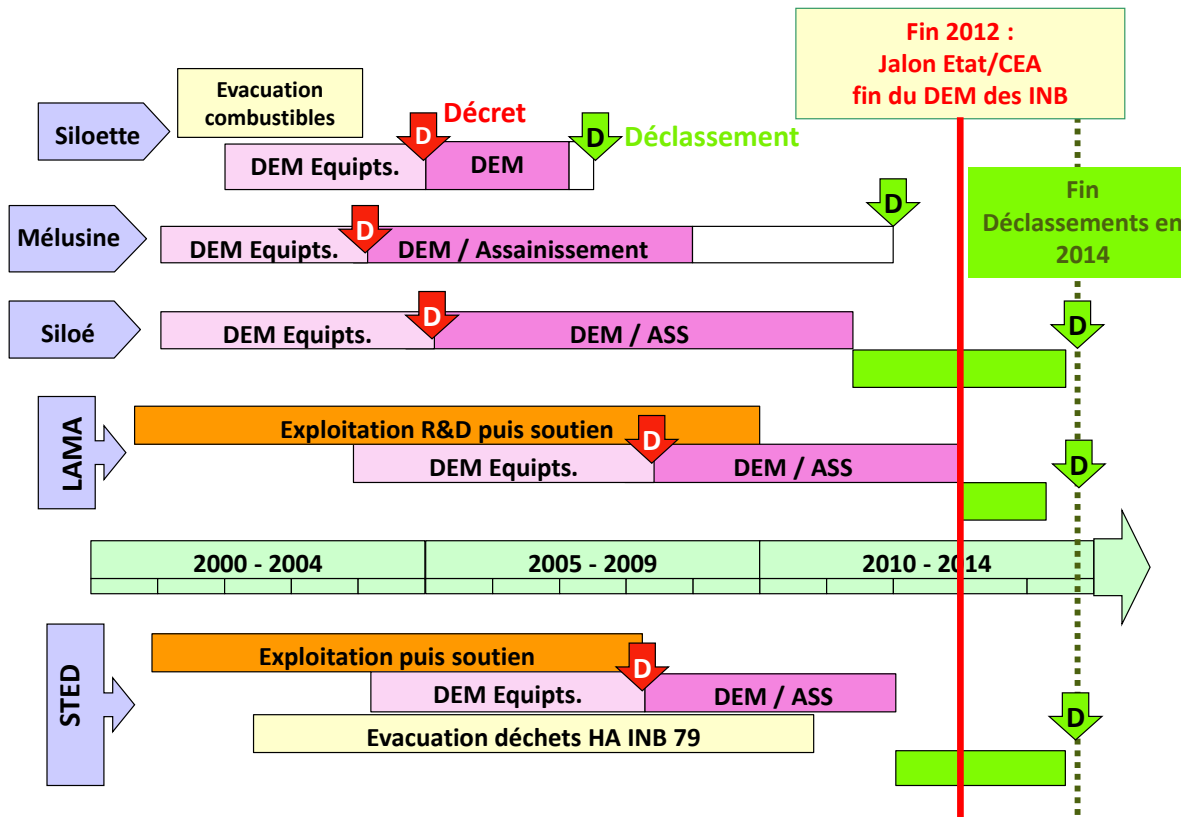 Fin 2012 :
Jalon Etat/CEA
fin du DEM des INB
Evacuation
combustibles
Siloette
D
Décret
D
Déclassement
DEM Equipts.
DEM
Fin
Déclassements en
2014
Mélusine
D
D
DEM Equipts.
DEM / Assainissement
Siloé
D
D
DEM Equipts.
DEM / ASS
LAMA
Exploitation R&D puis soutien
D
D
DEM Equipts.
DEM / ASS
2000 - 2004
2005 - 2009
2010 - 2014
STED
Exploitation puis soutien
D
DEM Equipts.
DEM / ASS
D
Evacuation déchets HA INB 79